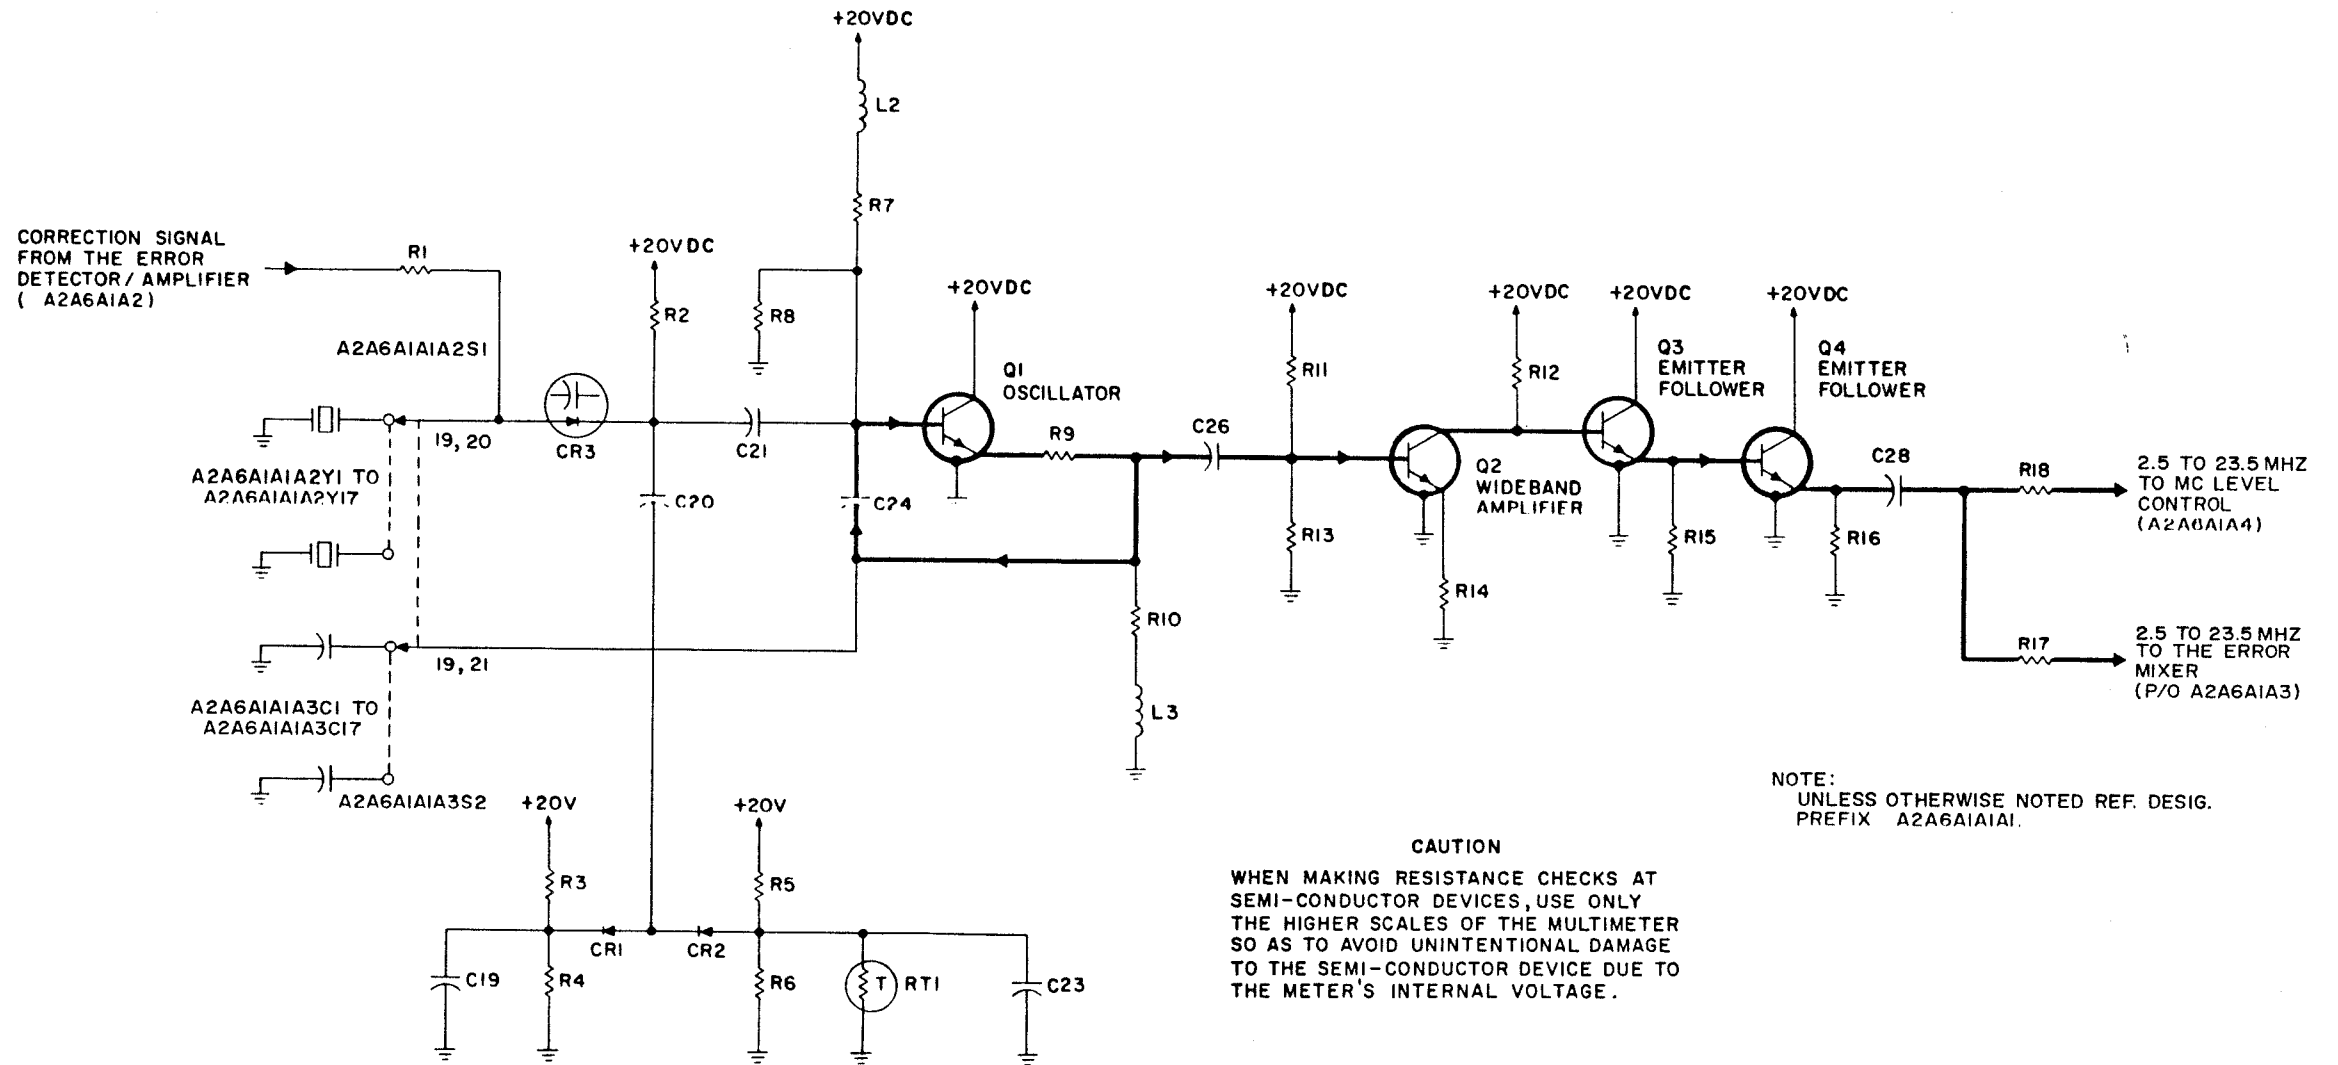 +20VDC
L2
R7
CORRECTION SIGNAL
FROM THE ERROR
DETECTOR/AMPLIFIER
( A2A6A1A2)
R1
+20VDC
R2
R8
A2A6A1A1A2S1
19,20
CR3
C21
A2A6A1A1A2Y1 TO
A2A6A1A1A2Y17
C20
C24
+20VDC
Q1
OSCILLATOR
R9
C26
+20VDC
R11
R13
Q2
WIDEBAND
AMPLIFIER
R14
+20VDC
R12
+20VDC
Q3
EMITTER
FOLLOWER
R15
+20VDC
Q4
EMITTER
FOLLOWER
R16
C28
R18
2.5 TO 23.5 MHZ
TO MC LEVEL
CONTROL
(A2A6A1A4)
R17
2.5 TO 23.5 MHZ
TO THE ERROR
MIXER
(P/O A2A6A1A3)
R10
L3
19,21
A2A6A1A1A3C1 TO
A2A6A1A1A3C17
A2A6A1A1A3S2
+20V
R3
+20V
R5
CR1
CR2
C19
R4
R6
T
RT1
C23
NOTE:
UNLESS OTHERWISE NOTED REF. DESIG.
PREFIX A2A6A1A1A1.
CAUTION
WHEN MAKING RESISTANCE CHECKS AT
SEMI-CONDUCTOR DEVICES, USE ONLY
THE HIGHER SCALES OF THE MULTIMETER
SO AS TO AVOID UNINTENTIONAL DAMAGE
TO THE SEMI-CONDUCTOR DEVICE DUE TO
THE METER'S INTERNAL VOLTAGE.